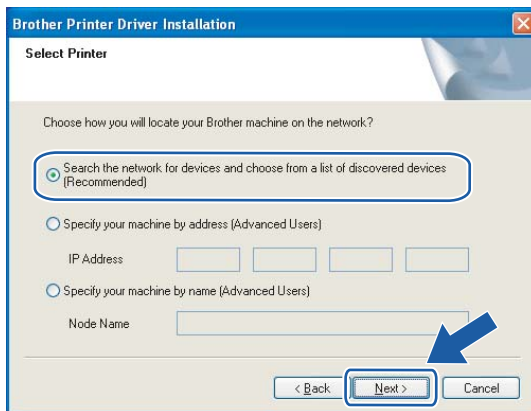 Brother Printer Driver Installation
Select Printer
Choose how you will locate your Brother machine on the network?
Search the network for devices and choose from a list of discovered devices
(Recommended)
Specify your machine by address (Advanced Users)
IP Address
Specify your machine by name (Advanced Users)
Node Name
< Back Next > Cancel